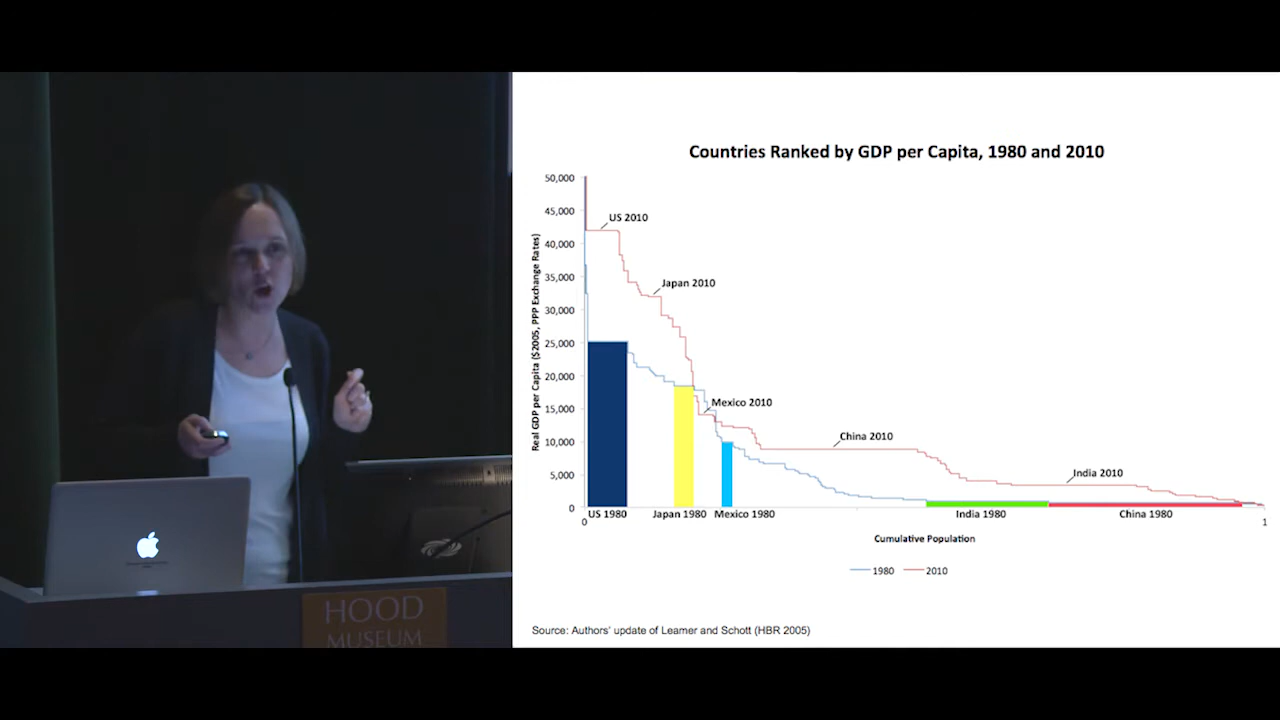 Countries Ranked by GDP per Capita, 1980 and 2010
Real GDP per Capita ($2005, PPP Exchange Rates)
50,000
45,000
40,000
35,000
30,000
25,000
20,000
15,000
10,000
5,000
0
US 2010
Japan 2010
Mexico 2010
China 2010
India 2010
US 1980
Japan 1980
Mexico 1980
India 1980
China 1980
0
1
Cumulative Population
1980
2010
Source: Authors' update of Leamer and Schott (HBR 2005)
HOOD
MUSEUM